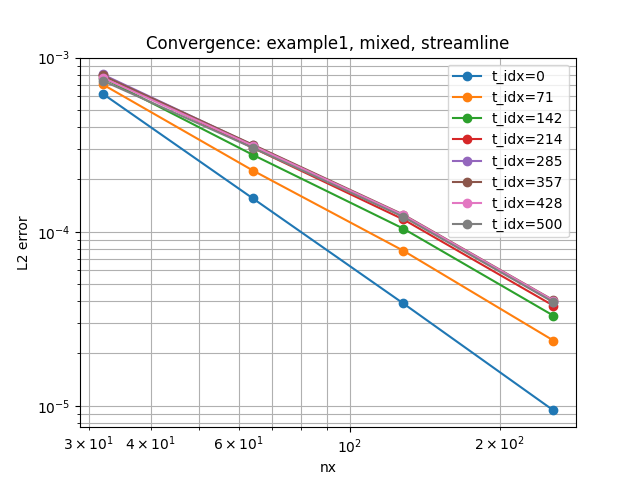 Convergence: example1, mixed, streamline
10⁻³
10⁻⁴
10⁻⁵
L2 error
t_idx=0
t_idx=71
t_idx=142
t_idx=214
t_idx=285
t_idx=357
t_idx=428
t_idx=500
3 × 10¹
4 × 10¹
6 × 10¹
10²
2 × 10²
nx